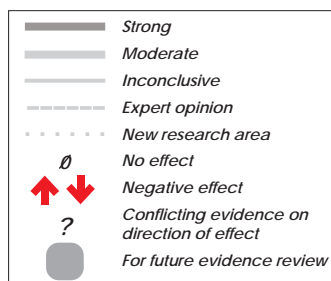 Strong
Moderate
Inconclusive
Expert opinion
New research area
Ø No effect
Negative effect
? Conflicting evidence on
direction of effect
For future evidence review